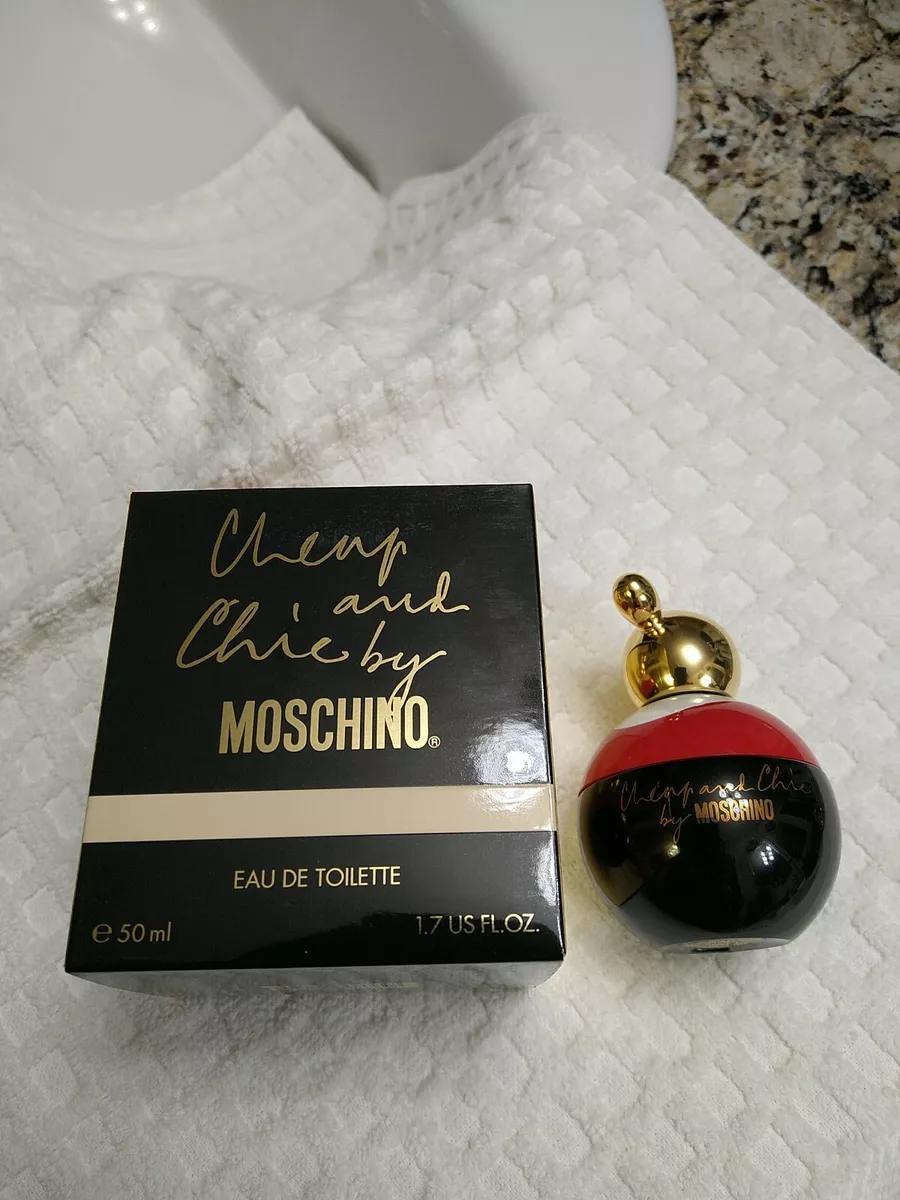 Cheap
and
Chic by
MOSCHINO®
EAU DE TOILETTE
℮ 50 ml 1.7 US FL.OZ.
"Cheap and Chic
by MOSCHINO